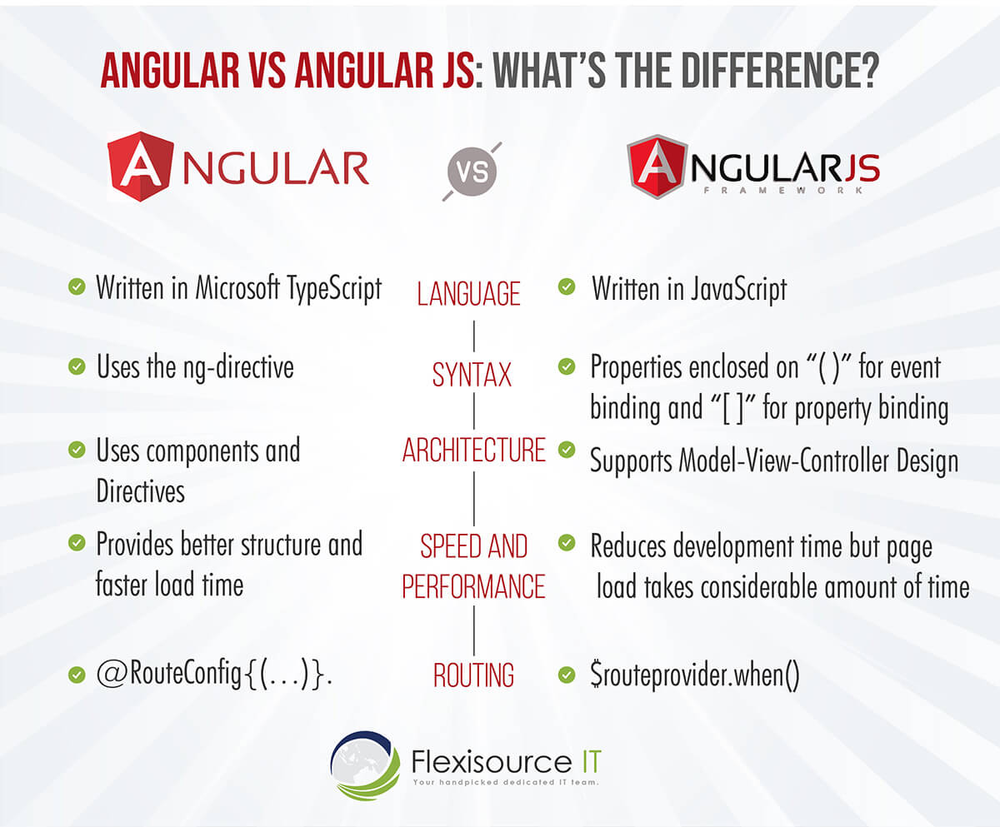 ANGULAR VS ANGULAR JS: WHAT'S THE DIFFERENCE?
ANGULAR
VS
ANGULARJS
FRAMEWORK
Written in Microsoft TypeScript
LANGUAGE
Written in JavaScript
Uses the ng-directive
SYNTAX
Properties enclosed on “( )” for event
binding and “[ ]” for property binding
Uses components and
Directives
ARCHITECTURE
Supports Model-View-Controller Design
Provides better structure and
faster load time
SPEED AND
PERFORMANCE
Reduces development time but page
load takes considerable amount of time
@RouteConfig{(...)}.
ROUTING
$routeprovider.when()
Flexisource IT
Your handpicked dedicated IT team.